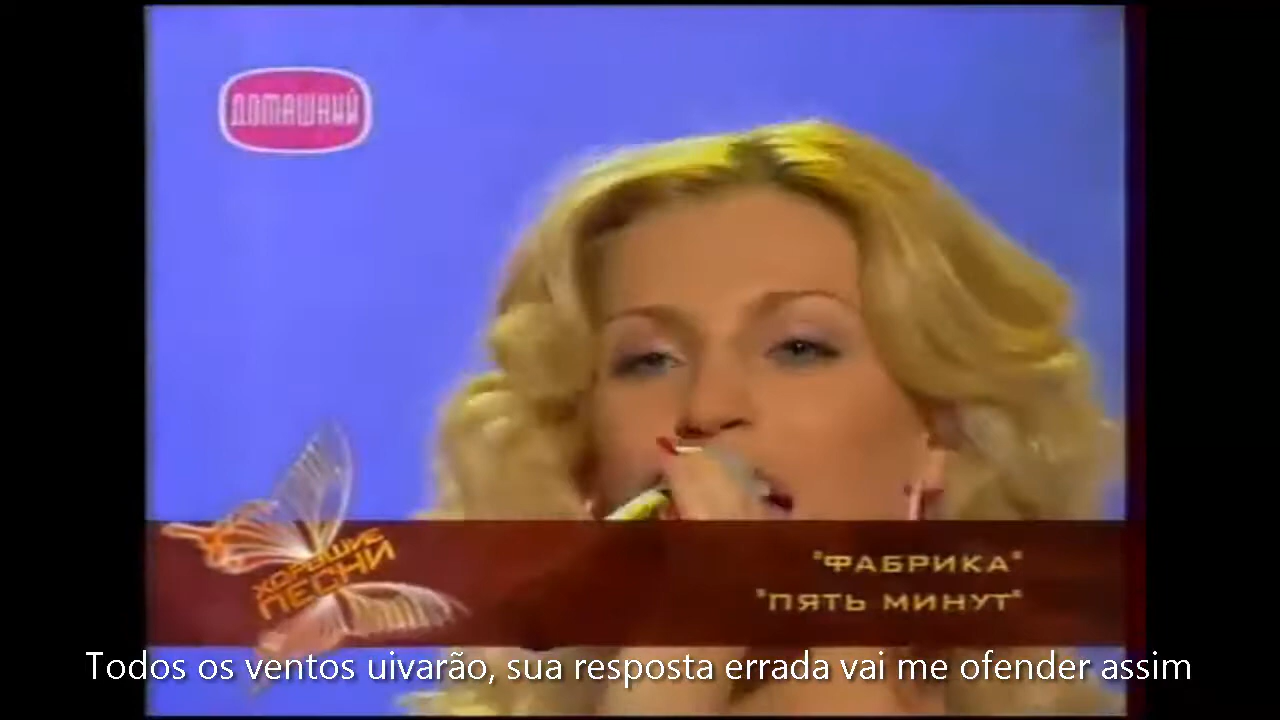 ДОМАШНИЙ
ХОРОШИЕ
ПЕСНИ
"ФАБРИКА"
"ПЯТЬ МИНУТ"
Todos os ventos uivarão, sua resposta errada vai me ofender assim